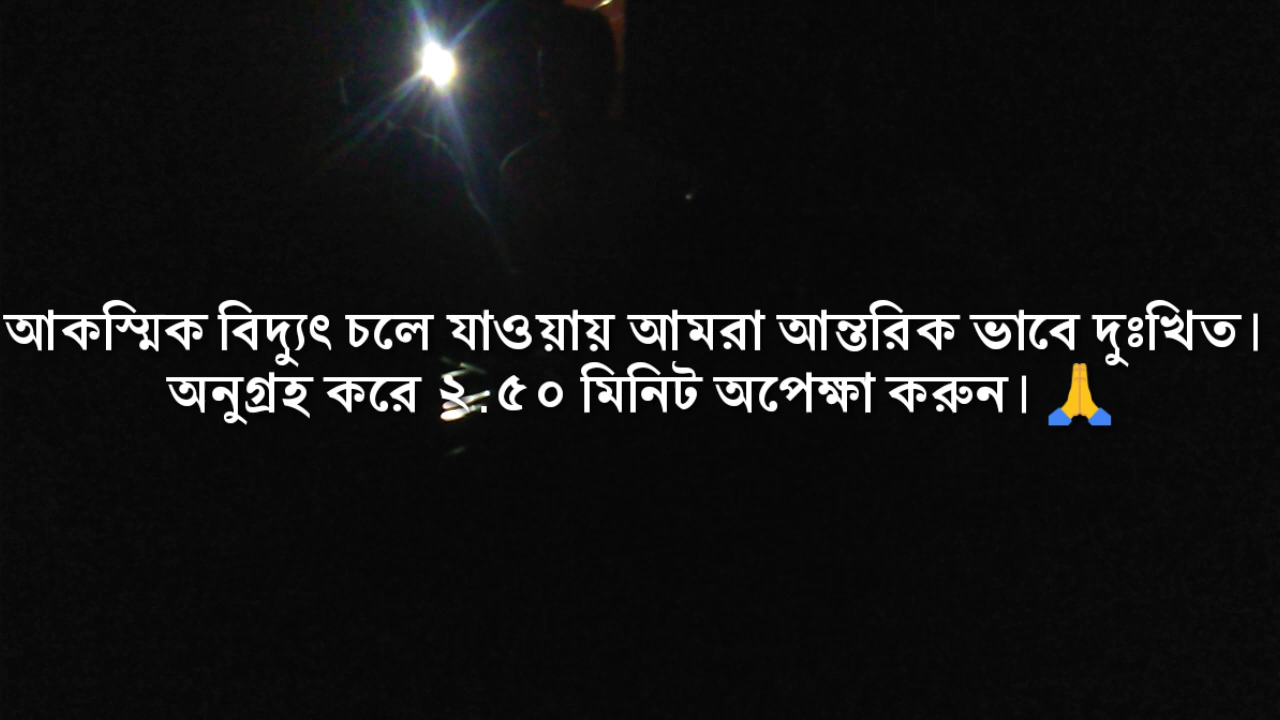 আকস্মিক বিদ্যুৎ চলে যাওয়ায় আমরা আন্তরিক ভাবে দুঃখিত।
অনুগ্রহ করে ২.৫০ মিনিট অপেক্ষা করুন। 🙏